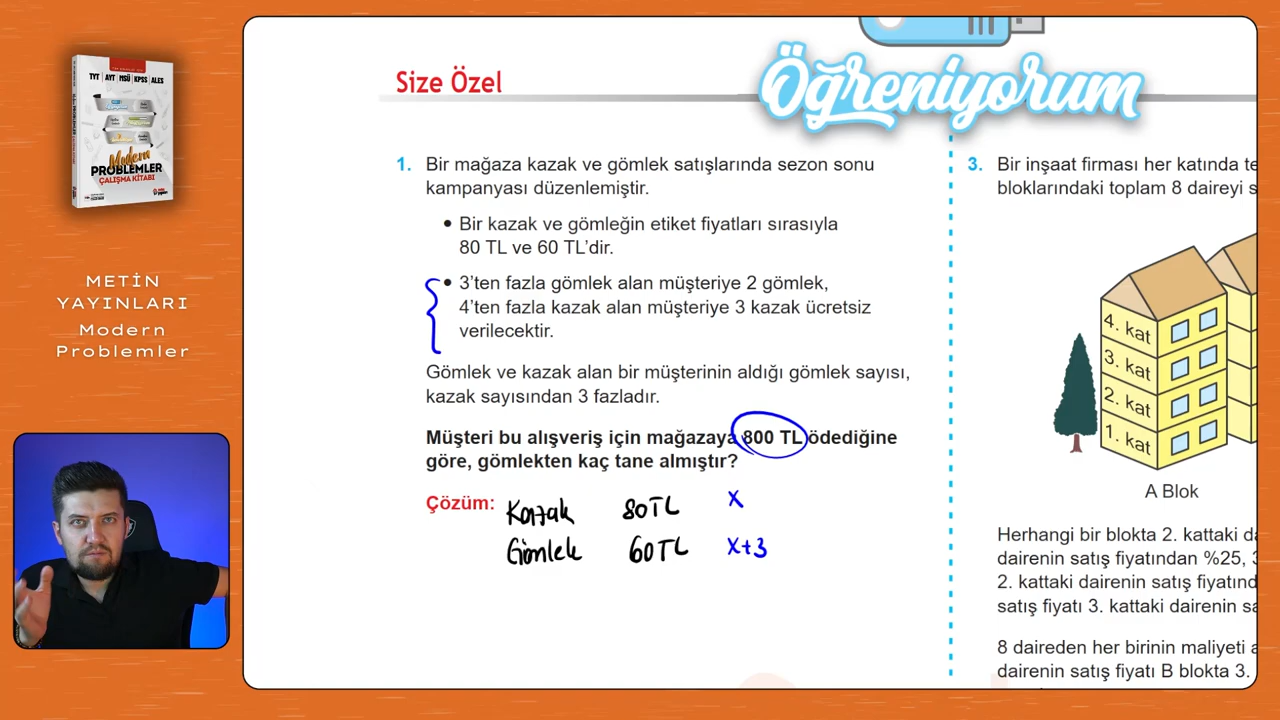 TYT AYT MSÜ KPSS ALES
Modern
PROBLEMLER
ÇALIŞMA KİTABI
METİN
YAYINLARI
Modern
Problemler
Size Özel
Öğreniyorum
1. Bir mağaza kazak ve gömlek satışlarında sezon sonu
kampanyası düzenlemiştir.
• Bir kazak ve gömleğin etiket fiyatları sırasıyla
80 TL ve 60 TL'dir.
• 3'ten fazla gömlek alan müşteriye 2 gömlek,
4'ten fazla kazak alan müşteriye 3 kazak ücretsiz
verilecektir.
Gömlek ve kazak alan bir müşterinin aldığı gömlek sayısı,
kazak sayısından 3 fazladır.
Müşteri bu alışveriş için mağazaya 800 TL ödediğine
göre, gömlekten kaç tane almıştır?
Çözüm: Kazak 80TL x
Gömlek 60TL x+3
3. Bir inşaat firması her katında te
bloklarındaki toplam 8 daireyi s
4. kat
3. kat
2. kat
1. kat
A Blok
Herhangi bir blokta 2. kattaki da
dairenin satış fiyatından %25, 3
2. kattaki dairenin satış fiyatınd
satış fiyatı 3. kattaki dairenin sa
8 daireden her birinin maliyeti a
dairenin satış fiyatı B blokta 3.